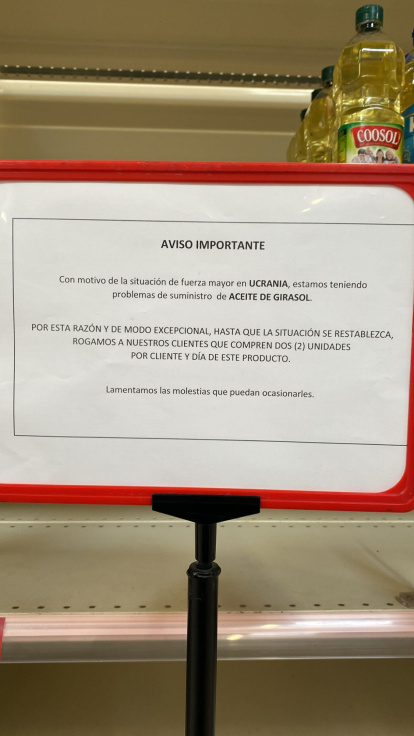 COOSOL
AVISO IMPORTANTE
Con motivo de la situación de fuerza mayor en UCRANIA, estamos teniendo
problemas de suministro de ACEITE DE GIRASOL.
POR ESTA RAZÓN Y DE MODO EXCEPCIONAL, HASTA QUE LA SITUACIÓN SE RESTABLEZCA,
ROGAMOS A NUESTROS CLIENTES QUE COMPREN DOS (2) UNIDADES
POR CLIENTE Y DÍA DE ESTE PRODUCTO.
Lamentamos las molestias que puedan ocasionarles.